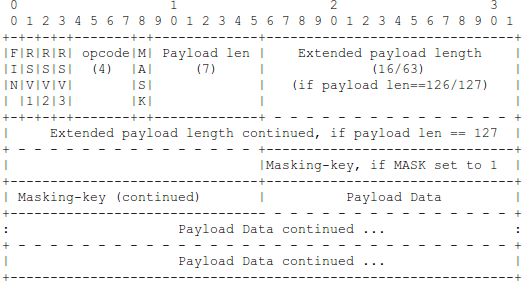 0                   1                   2                   3
0 1 2 3 4 5 6 7 8 9 0 1 2 3 4 5 6 7 8 9 0 1 2 3 4 5 6 7 8 9 0 1
+-+-+-+-+-------+-+-------------+-------------------------------+
|F|R|R|R| opcode|M| Payload len |    Extended payload length    |
|I|S|S|S|  (4)  |A|     (7)     |             (16/63)           |
|N|V|V|V|       |S|             |   (if payload len==126/127)   |
| |1|2|3|       |K|             |                               |
+-+-+-+-+-------+-+-------------+ - - - - - - - - - - - - - - - +
|     Extended payload length continued, if payload len == 127  |
+ - - - - - - - - - - - - - - - +-------------------------------+
|                               |Masking-key, if MASK set to 1  |
+-------------------------------+-------------------------------+
| Masking-key (continued)       |          Payload Data         |
+-------------------------------- - - - - - - - - - - - - - - - +
:                     Payload Data continued ...                :
+ - - - - - - - - - - - - - - - - - - - - - - - - - - - - - - - +
|                     Payload Data continued ...                |
+---------------------------------------------------------------+